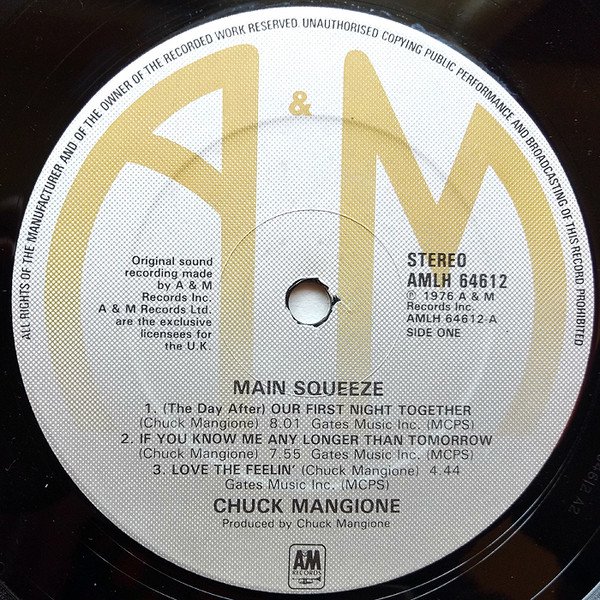 ALL RIGHTS OF THE MANUFACTURER AND OF THE OWNER OF THE RECORDED WORK RESERVED. UNAUTHORISED COPYING PUBLIC PERFORMANCE AND BROADCASTING OF THIS RECORD PROHIBITED
A & M
Original sound
recording made
by A & M
Records Inc.
A & M Records Ltd.
are the exclusive
licensees for
the U.K.
STEREO
AMLH 64612
℗ 1976 A & M
Records Inc.
AMLH 64612-A
SIDE ONE
MAIN SQUEEZE
1. (The Day After) OUR FIRST NIGHT TOGETHER
(Chuck Mangione) 8.01 Gates Music Inc. (MCPS)
2. IF YOU KNOW ME ANY LONGER THAN TOMORROW
(Chuck Mangione) 7.55 Gates Music Inc. (MCPS)
3. LOVE THE FEELIN' (Chuck Mangione) 4.44
Gates Music Inc. (MCPS)
CHUCK MANGIONE
Produced by Chuck Mangione
AM
RECORDS